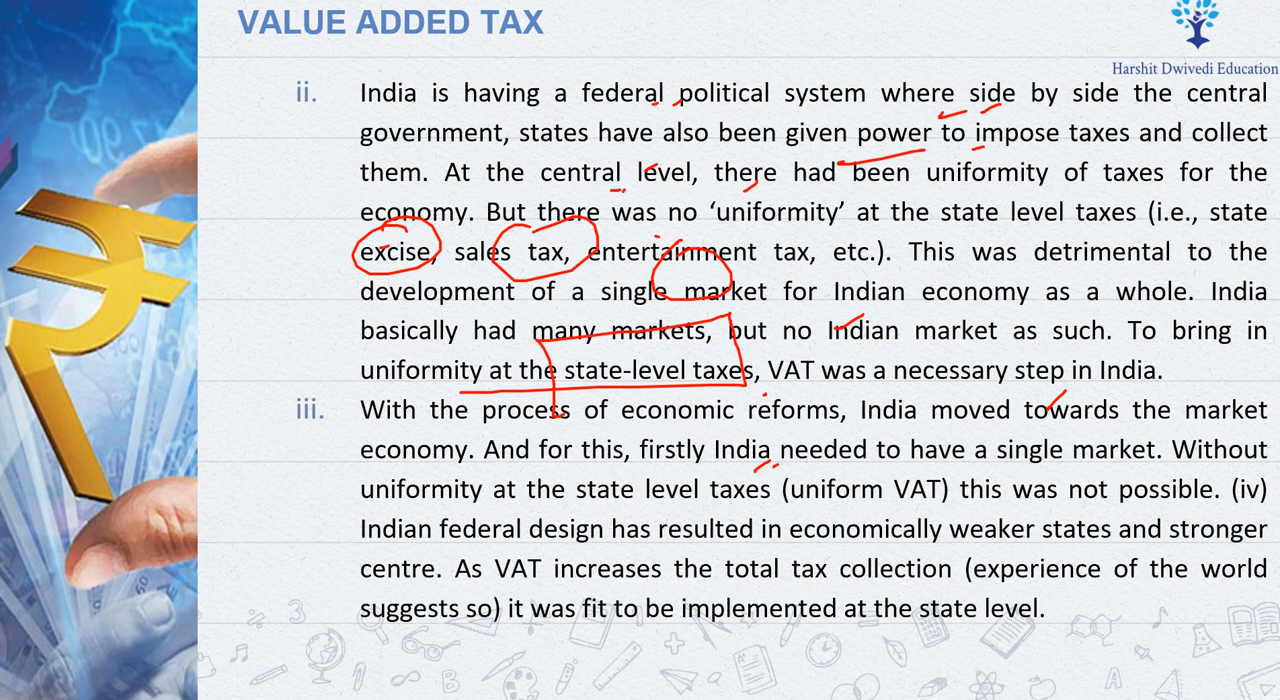 VALUE ADDED TAX
Harshit Dwivedi Education
ii. India is having a federal political system where side by side the central
government, states have also been given power to impose taxes and collect
them. At the central level, there had been uniformity of taxes for the
economy. But there was no ‘uniformity’ at the state level taxes (i.e., state
excise, sales tax, entertainment tax, etc.). This was detrimental to the
development of a single market for Indian economy as a whole. India
basically had many markets, but no Indian market as such. To bring in
uniformity at the state-level taxes, VAT was a necessary step in India.
iii. With the process of economic reforms, India moved towards the market
economy. And for this, firstly India needed to have a single market. Without
uniformity at the state level taxes (uniform VAT) this was not possible. (iv)
Indian federal design has resulted in economically weaker states and stronger
centre. As VAT increases the total tax collection (experience of the world
suggests so) it was fit to be implemented at the state level.